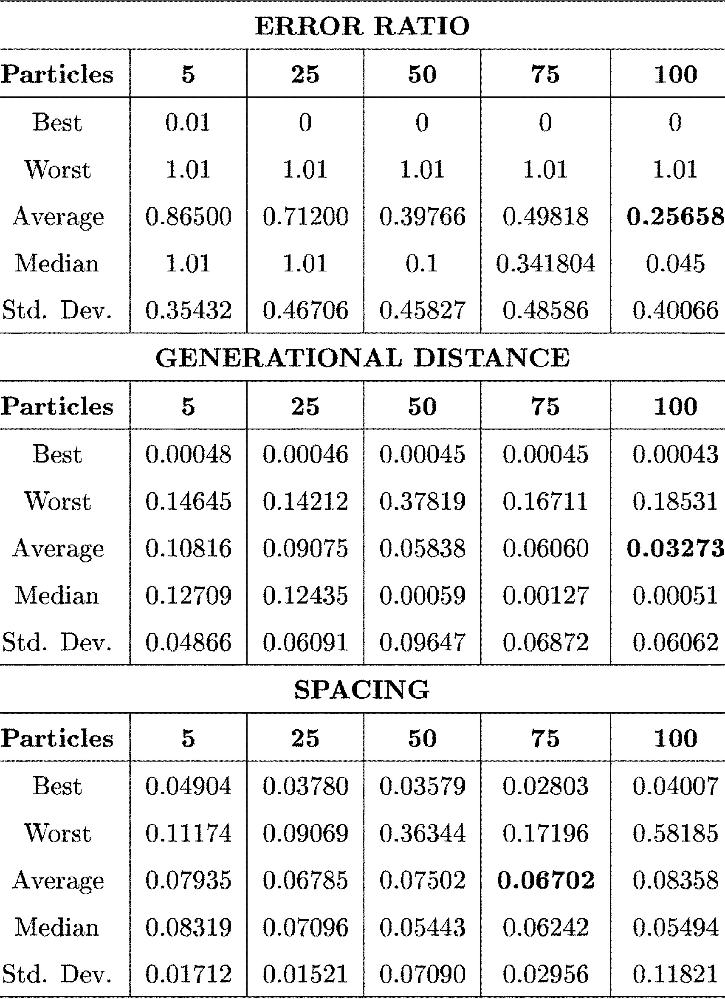 ERROR RATIO
Particles 5 25 50 75 100
Best 0.01 0 0 0 0
Worst 1.01 1.01 1.01 1.01 1.01
Average 0.86500 0.71200 0.39766 0.49818 0.25658
Median 1.01 1.01 0.1 0.341804 0.045
Std. Dev. 0.35432 0.46706 0.45827 0.48586 0.40066
GENERATIONAL DISTANCE
Particles 5 25 50 75 100
Best 0.00048 0.00046 0.00045 0.00045 0.00043
Worst 0.14645 0.14212 0.37819 0.16711 0.18531
Average 0.10816 0.09075 0.05838 0.06060 0.03273
Median 0.12709 0.12435 0.00059 0.00127 0.00051
Std. Dev. 0.04866 0.06091 0.09647 0.06872 0.06062
SPACING
Particles 5 25 50 75 100
Best 0.04904 0.03780 0.03579 0.02803 0.04007
Worst 0.11174 0.09069 0.36344 0.17196 0.58185
Average 0.07935 0.06785 0.07502 0.06702 0.08358
Median 0.08319 0.07096 0.05443 0.06242 0.05494
Std. Dev. 0.01712 0.01521 0.07090 0.02956 0.11821